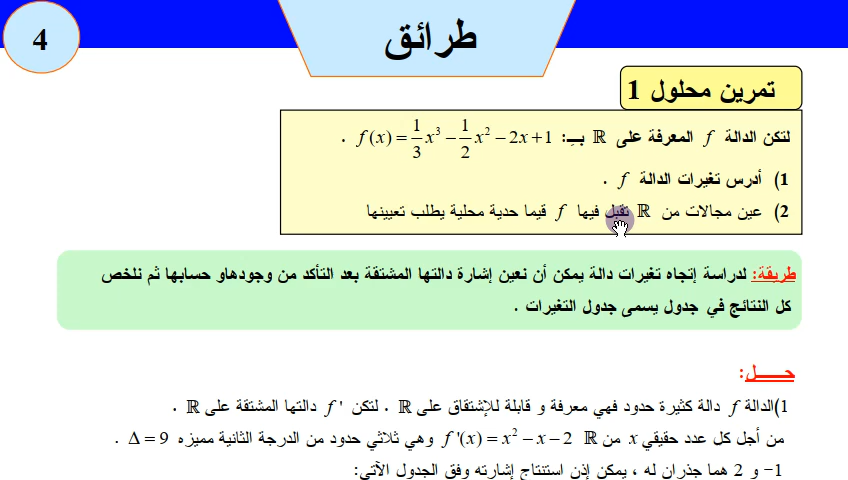 4
طرائق
تمرين محلول 1
لتكن الدالة f المعرفة على ℝ بـِ: f(x) = 1/3 x³ − 1/2 x² − 2x + 1 .
1) أدرس تغيرات الدالة f .
2) عين مجالات من ℝ تقبل فيها f قيما حدية محلية يطلب تعيينها
طريقة: لدراسة إتجاه تغيرات دالة يمكن أن نعين إشارة دالتها المشتقة بعد التأكد من وجودهاو حسابها ثم نلخص
كل النتائج في جدول يسمى جدول التغيرات .
حـــــل:
1)الدالة f دالة كثيرة حدود فهي معرفة و قابلة للإشتقاق على ℝ . لتكن f ' دالتها المشتقة على ℝ .
من أجل كل عدد حقيقي x من ℝ f '(x) = x² − x − 2 وهي ثلاثي حدود من الدرجة الثانية مميزه Δ = 9 .
1− و 2 هما جذران له ، يمكن إذن استنتاج إشارته وفق الجدول الآتي: